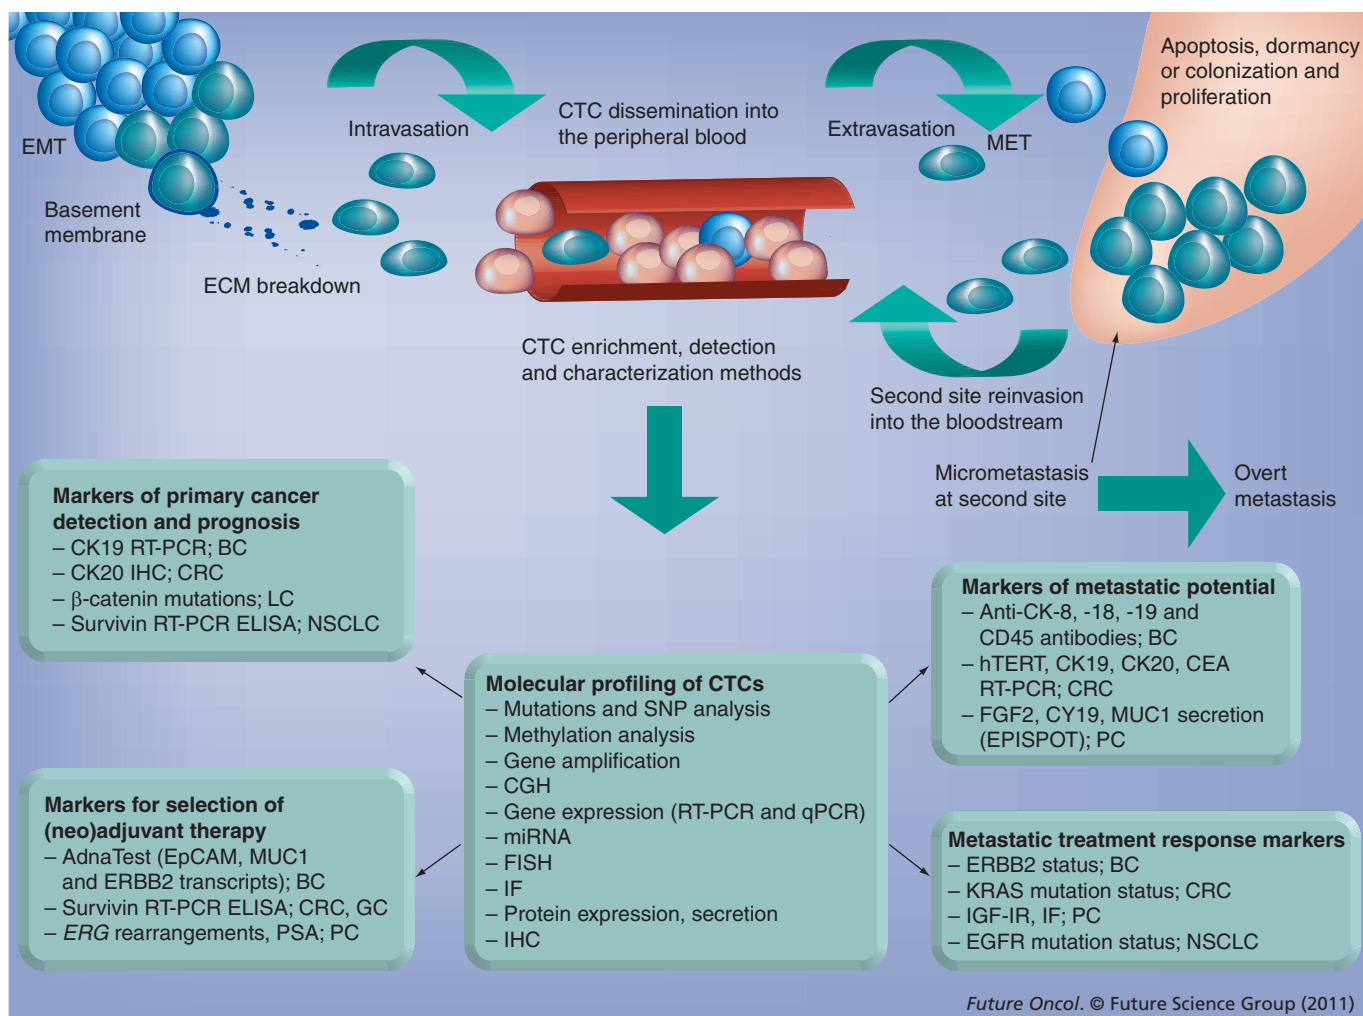 Apoptosis, dormancy
or colonization and
proliferation
CTC dissemination into
the peripheral blood
Intravasation
Extravasation
MET
EMT
Basement
membrane
ECM breakdown
CTC enrichment, detection
and characterization methods
Second site reinvasion
into the bloodstream
Micrometastasis
at second site
Overt
metastasis
Markers of primary cancer
detection and prognosis
– CK19 RT-PCR; BC
– CK20 IHC; CRC
– β-catenin mutations; LC
– Survivin RT-PCR ELISA; NSCLC
Markers of metastatic potential
– Anti-CK-8, -18, -19 and
CD45 antibodies; BC
– hTERT, CK19, CK20, CEA
RT-PCR; CRC
– FGF2, CY19, MUC1 secretion
(EPISPOT); PC
Molecular profiling of CTCs
– Mutations and SNP analysis
– Methylation analysis
– Gene amplification
– CGH
– Gene expression (RT-PCR and qPCR)
– miRNA
– FISH
– IF
– Protein expression, secretion
– IHC
Markers for selection of
(neo)adjuvant therapy
– AdnaTest (EpCAM, MUC1
and ERBB2 transcripts); BC
– Survivin RT-PCR ELISA; CRC, GC
– ERG rearrangements, PSA; PC
Metastatic treatment response markers
– ERBB2 status; BC
– KRAS mutation status; CRC
– IGF-IR, IF; PC
– EGFR mutation status; NSCLC
Future Oncol. © Future Science Group (2011)